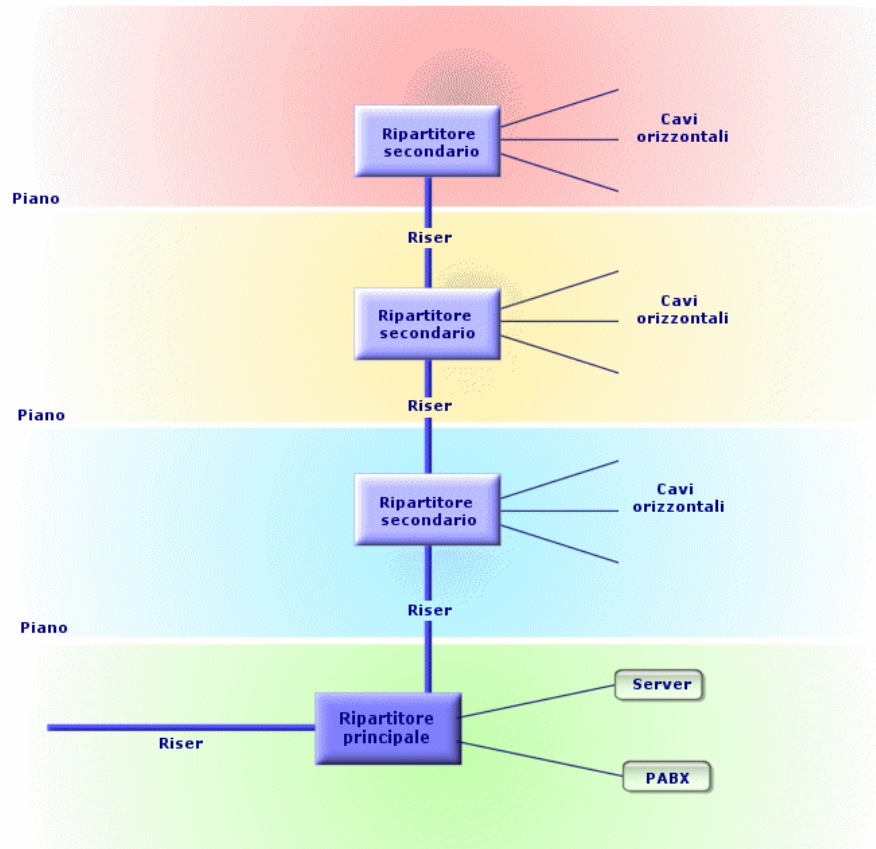 Ripartitore
secondario
Cavi
orizzontali
Piano
Riser
Ripartitore
secondario
Cavi
orizzontali
Riser
Piano
Ripartitore
secondario
Cavi
orizzontali
Riser
Piano
Server
Ripartitore
principale
Riser
PABX